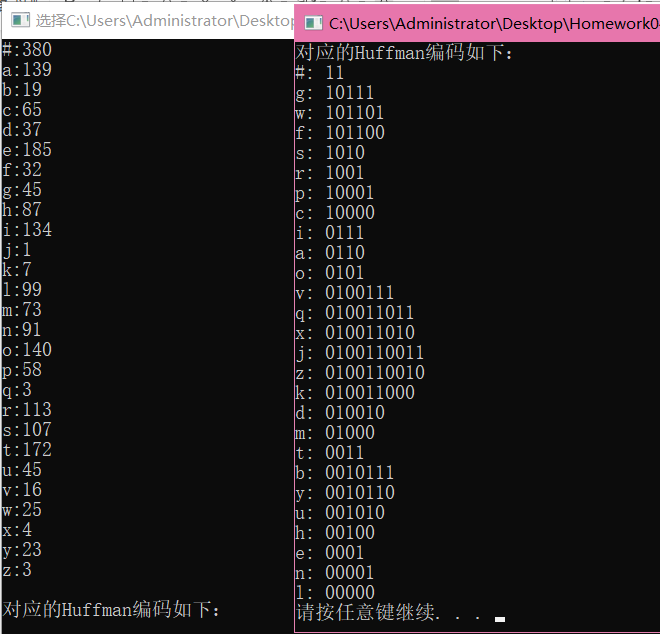 选择C:\Users\Administrator\Desktop
#:380
a:139
b:19
c:65
d:37
e:185
f:32
g:45
h:87
i:134
j:1
k:7
l:99
m:73
n:91
o:140
p:58
q:3
r:113
s:107
t:172
u:45
v:16
w:25
x:4
y:23
z:3
对应的Huffman编码如下：
C:\Users\Administrator\Desktop\Homework0
对应的Huffman编码如下：
#: 11
g: 10111
w: 101101
f: 101100
s: 1010
r: 1001
p: 10001
c: 10000
i: 0111
a: 0110
o: 0101
v: 0100111
q: 010011011
x: 010011010
j: 0100110011
z: 0100110010
k: 010011000
d: 010010
m: 01000
t: 0011
b: 0010111
y: 0010110
u: 001010
h: 00100
e: 0001
n: 00001
l: 00000
请按任意键继续. . .